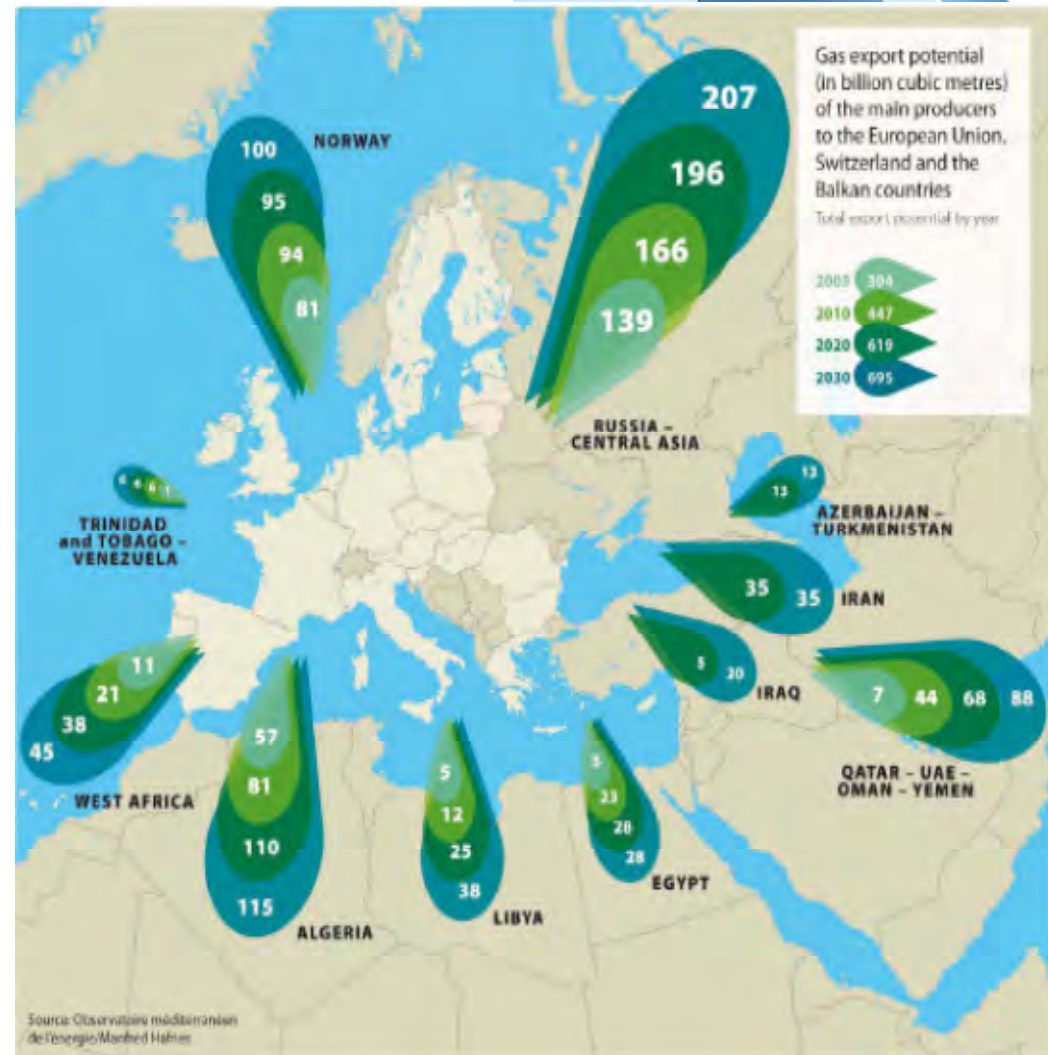 Gas export potential
(in billion cubic metres)
of the main producers
to the European Union,
Switzerland and the
Balkan countries
Total export potential by year
304
2010 447
2020 619
2030 695
NORWAY
100
95
94
81
207
196
166
139
RUSSIA –
CENTRAL ASIA
TRINIDAD
and TOBAGO –
VENEZUELA
13
13
AZERBAIJAN –
TURKMENISTAN
35 35
IRAN
5 20
IRAQ
7 44 68 88
QATAR – UAE –
OMAN – YEMEN
11
21
38
45
WEST AFRICA
57
81
110
115
ALGERIA
5
12
25
38
LIBYA
23
28
28
EGYPT
Source: Observatoire méditerranéen
de l'énergie/Manfred Hafner